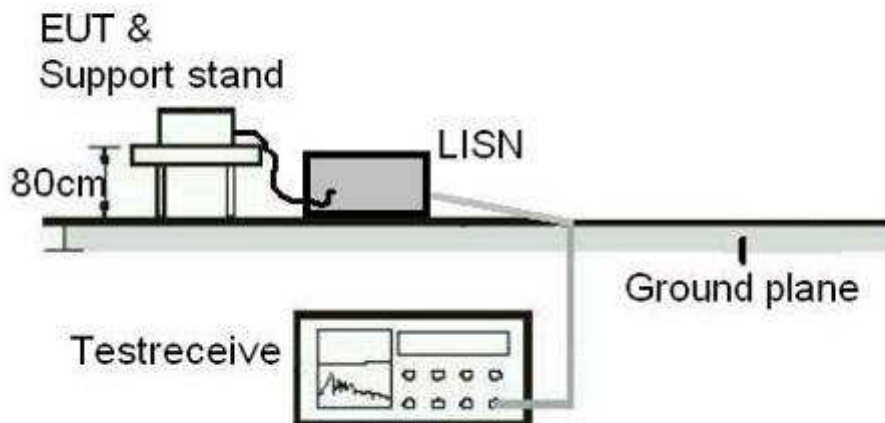 EUT &
Support stand
LISN
80cm
Ground plane
Testreceive